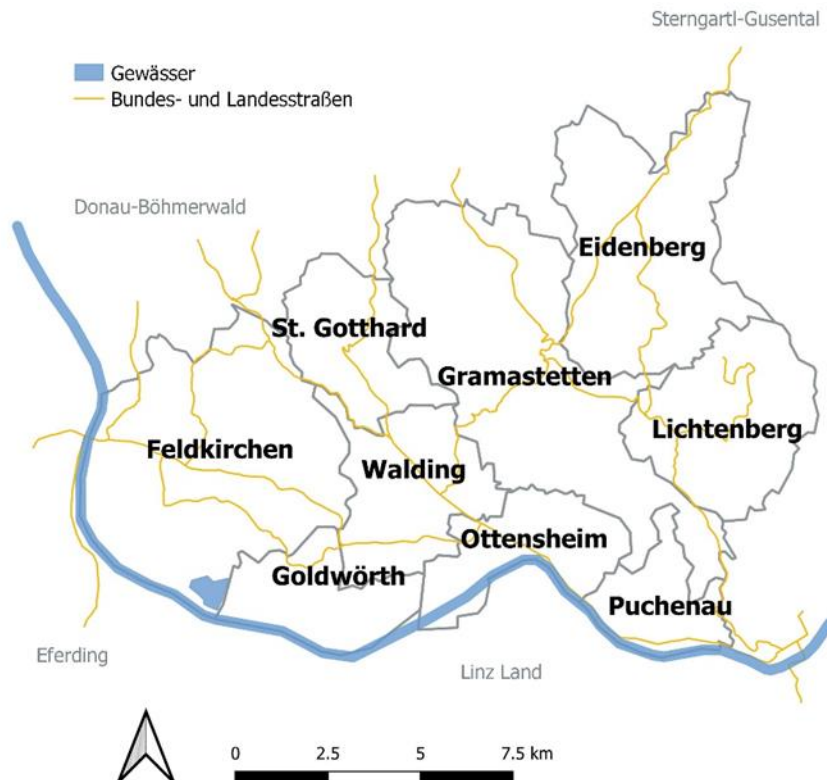 Sterngartl-Gusental
Gewässer
Bundes- und Landesstraßen
Donau-Böhmerwald
Eidenberg
St. Gotthard
Gramastetten
Lichtenberg
Feldkirchen
Walding
Ottensheim
Goldwörth
Puchenau
Eferding
Linz Land
0 2.5 5 7.5 km